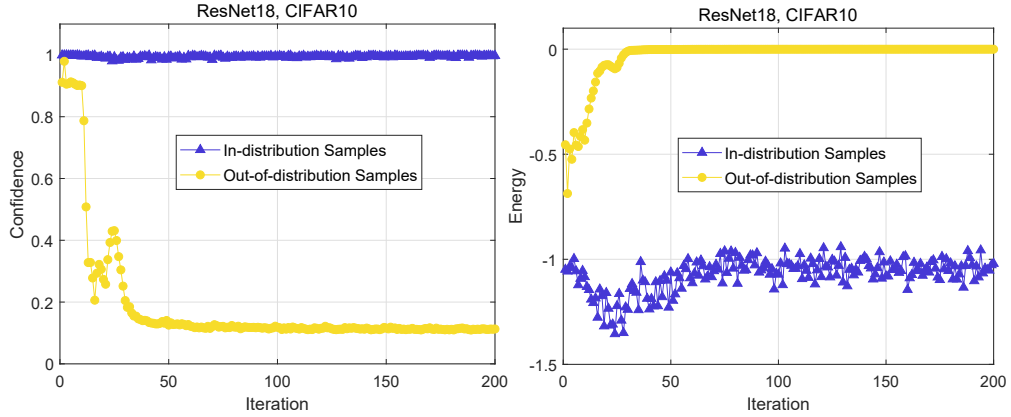 ResNet18, CIFAR10
1
0.8
0.6
0.4
0.2
0
Confidence
In-distribution Samples
Out-of-distribution Samples
0
50
100
150
200
Iteration
ResNet18, CIFAR10
0
-0.5
-1
-1.5
Energy
In-distribution Samples
Out-of-distribution Samples
0
50
100
150
200
Iteration